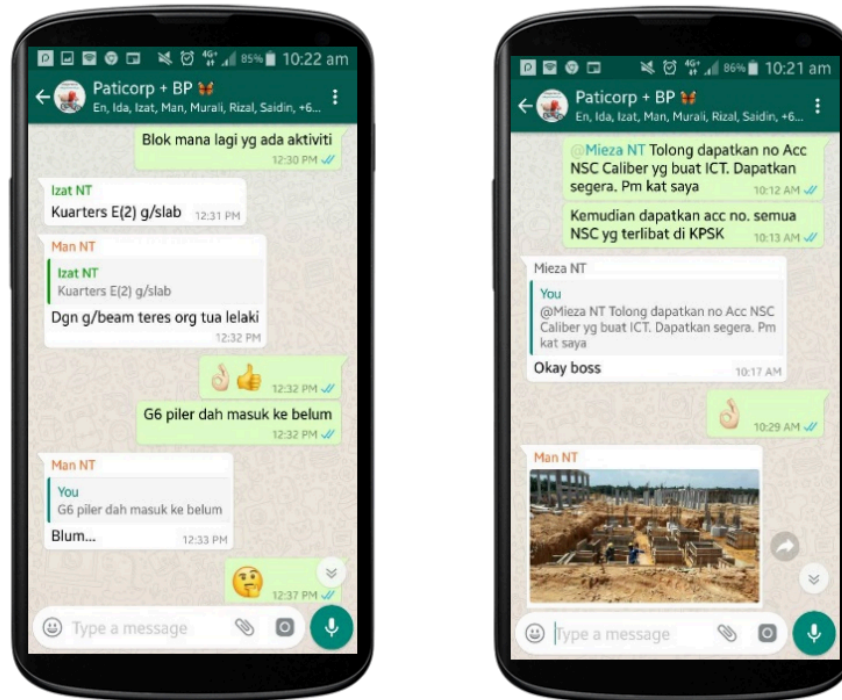 85% 10:22 am
Paticorp + BP
En, Ida, Izat, Man, Murali, Rizal, Saidin, +6...
Blok mana lagi yg ada aktiviti
12:30 PM
Izat NT
Kuarters E(2) g/slab 12:31 PM
Man NT
Izat NT
Kuarters E(2) g/slab
Dgn g/beam teres org tua lelaki
12:32 PM
12:32 PM
G6 piler dah masuk ke belum
12:32 PM
Man NT
You
G6 piler dah masuk ke belum
Blum... 12:33 PM
12:37 PM
Type a message
4G+ 86% 10:21 am
Paticorp + BP
En, Ida, Izat, Man, Murali, Rizal, Saidin, +6...
@Mieza NT Tolong dapatkan no Acc
NSC Caliber yg buat ICT. Dapatkan
segera. Pm kat saya 10:12 AM
Kemudian dapatkan acc no. semua
NSC yg terlibat di KPSK 10:13 AM
Mieza NT
You
@Mieza NT Tolong dapatkan no Acc NSC
Caliber yg buat ICT. Dapatkan segera. Pm
kat saya
Okay boss 10:17 AM
10:29 AM
Man NT
Type a message